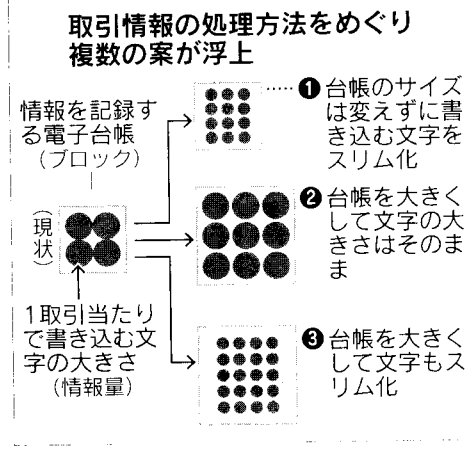 取引情報の処理方法をめぐり
複数の案が浮上
情報を記録す
る電子台帳
(ブロック)
(現状)
1取引当たり
で書き込む文
字の大きさ
(情報量)
❶台帳のサイズ
は変えずに書
き込む文字を
スリム化
❷台帳を大きく
して文字の大
きさはそのま
ま
❸台帳を大きく
して文字もス
リム化